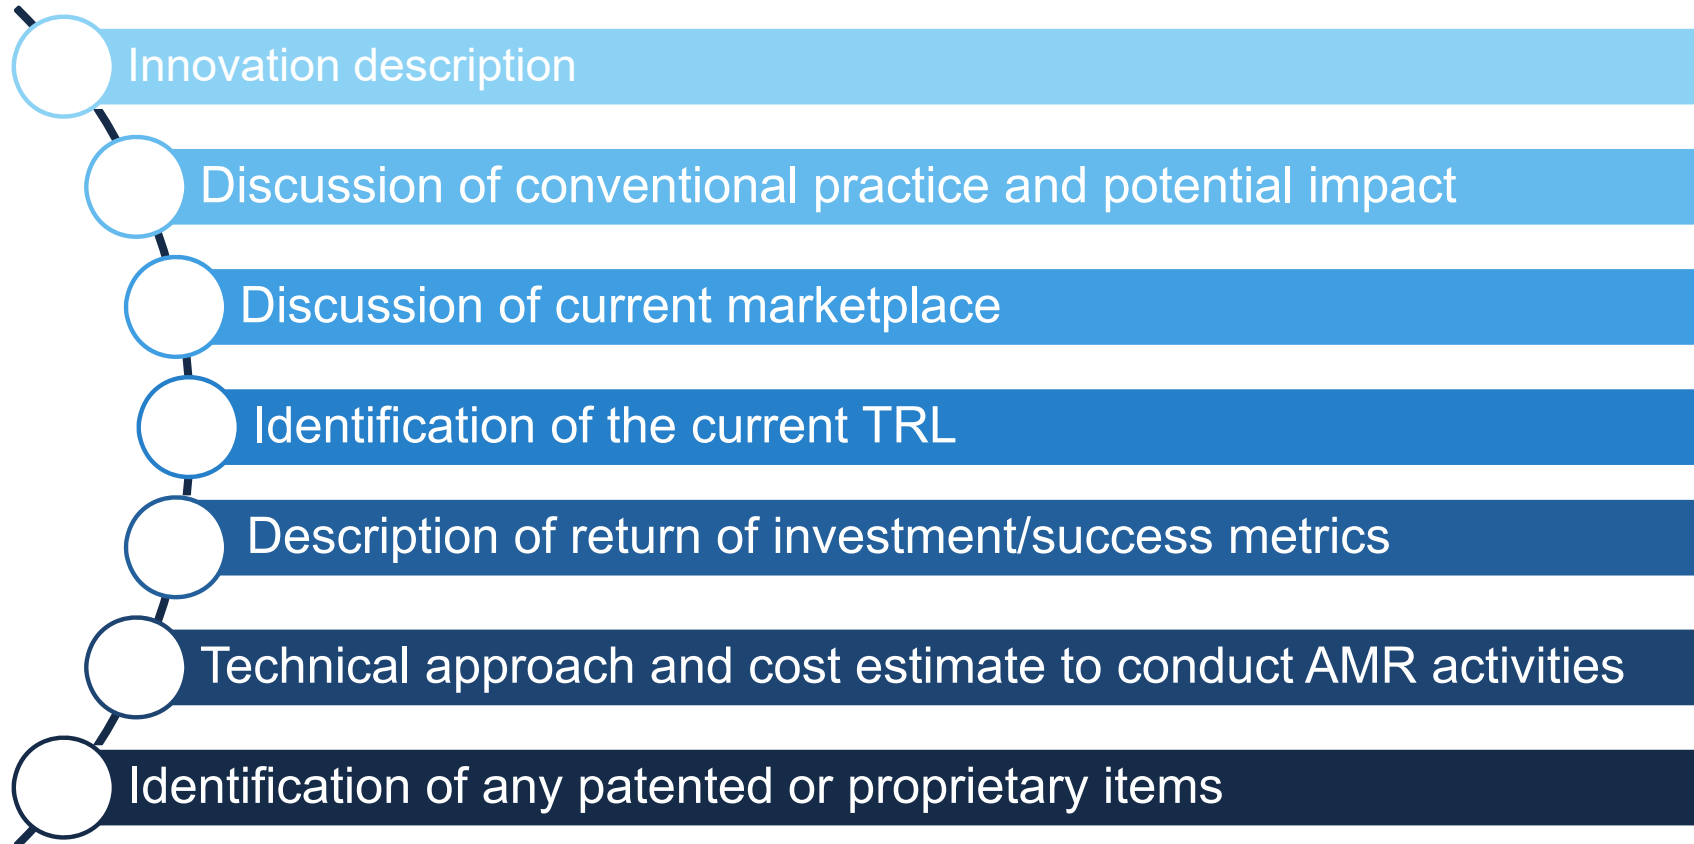 Innovation description
Discussion of conventional practice and potential impact
Discussion of current marketplace
Identification of the current TRL
Description of return of investment/success metrics
Technical approach and cost estimate to conduct AMR activities
Identification of any patented or proprietary items